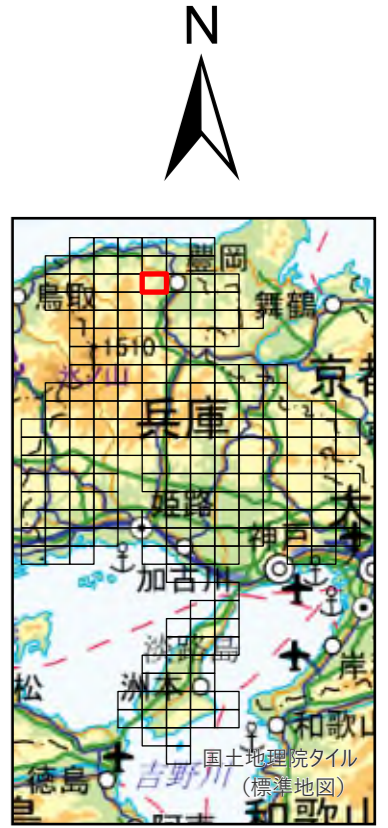 N
豊岡
鳥取
舞鶴
1510
氷ノ山
京都
兵庫
姫路
神戸
大
加古川
淡路島
洲本
岸
松
和歌山
国土地理院タイル
(標準地図)
徳島
吉野川
和歌山